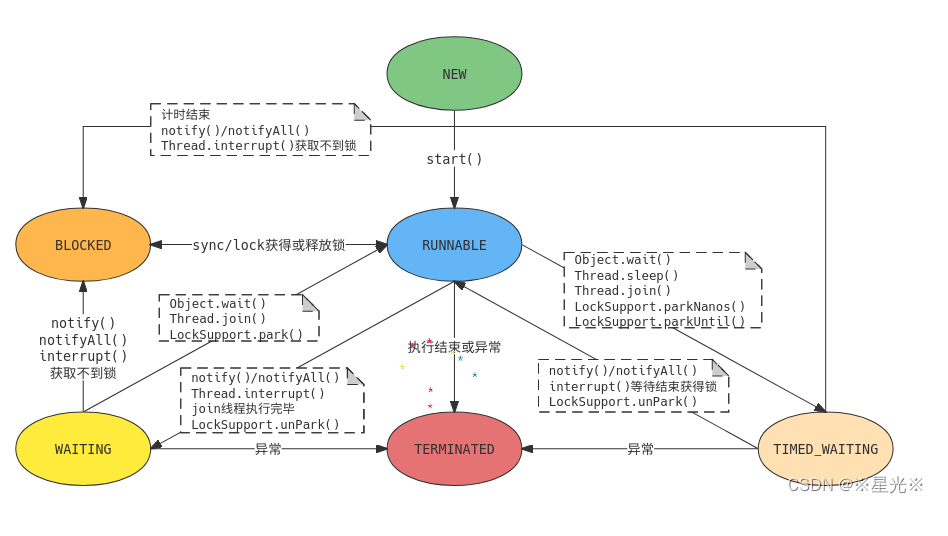 NEW
计时结束
notify()/notifyAll()
Thread.interrupt()获取不到锁
start()
BLOCKED
sync/lock获得或释放锁
RUNNABLE
Object.wait()
Thread.sleep()
Thread.join()
LockSupport.parkNanos()
LockSupport.parkUntil()
Object.wait()
Thread.join()
LockSupport.park()
notify()
notifyAll()
interrupt()
获取不到锁
执行结束或异常
notify()/notifyAll()
Thread.interrupt()
join线程执行完毕
LockSupport.unPark()
notify()/notifyAll()
interrupt()等待结束获得锁
LockSupport.unPark()
WAITING
异常
TERMINATED
异常
TIMED_WAITING
CSDN @※星光※